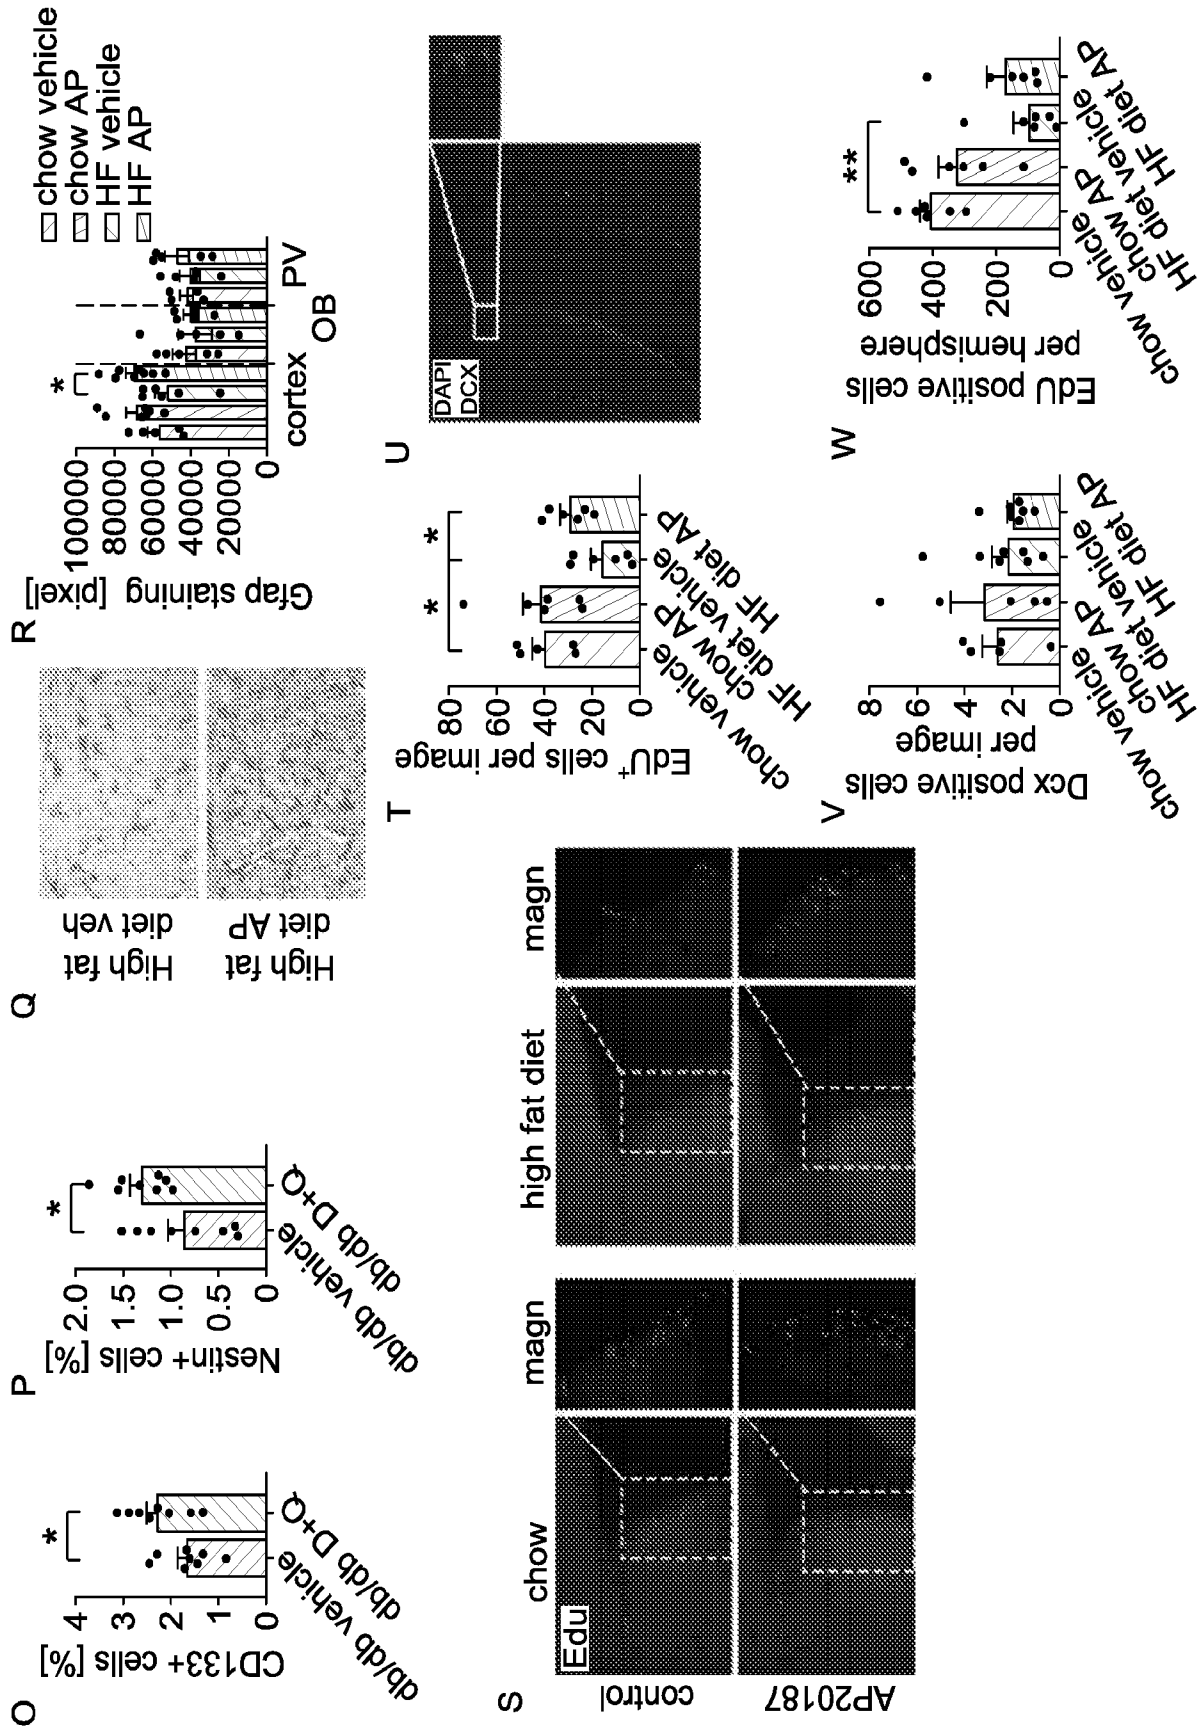 O
CD133+ cells [%]
4
3
2
1
0
*
db/db vehicle
db/db D+Q
P
Nestin+ cells [%]
2.0
1.5
1.0
0.5
0
*
db/db vehicle
db/db D+Q
Q
High fat
diet veh
High fat
diet AP
R
Gfap staining [pixel]
100000
80000
60000
40000
20000
0
*
cortex
OB
PV
chow vehicle
chow AP
HF vehicle
HF AP
S
chow
magn
high fat diet
magn
Edu
control
AP20187
T
EdU+ cells per image
80
60
40
20
0
*
*
chow vehicle
chow AP
HF diet vehicle
HF diet AP
U
DAPI
DCX
V
Dcx positive cells
per image
8
6
4
2
0
chow vehicle
chow AP
HF diet vehicle
HF diet AP
W
EdU positive cells
per hemisphere
600
400
200
0
**
chow vehicle
chow AP
HF diet vehicle
HF diet AP